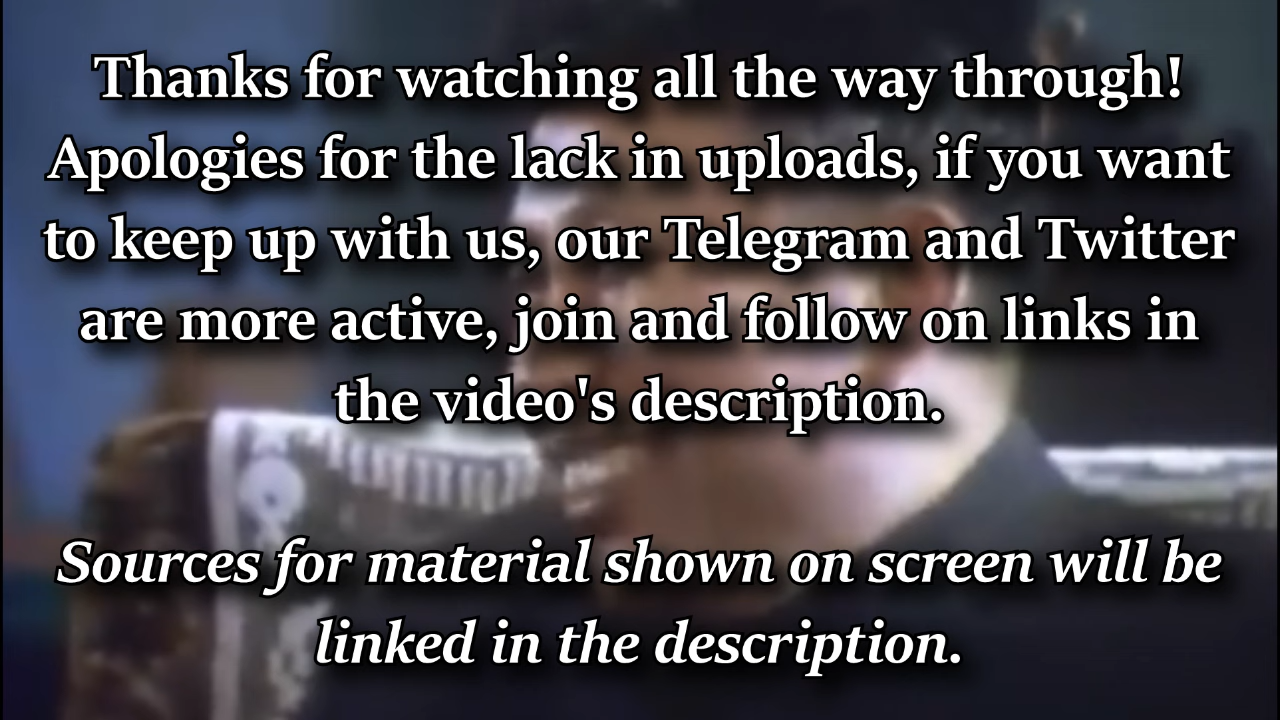 Thanks for watching all the way through!
Apologies for the lack in uploads, if you want
to keep up with us, our Telegram and Twitter
are more active, join and follow on links in
the video's description.
Sources for material shown on screen will be
linked in the description.